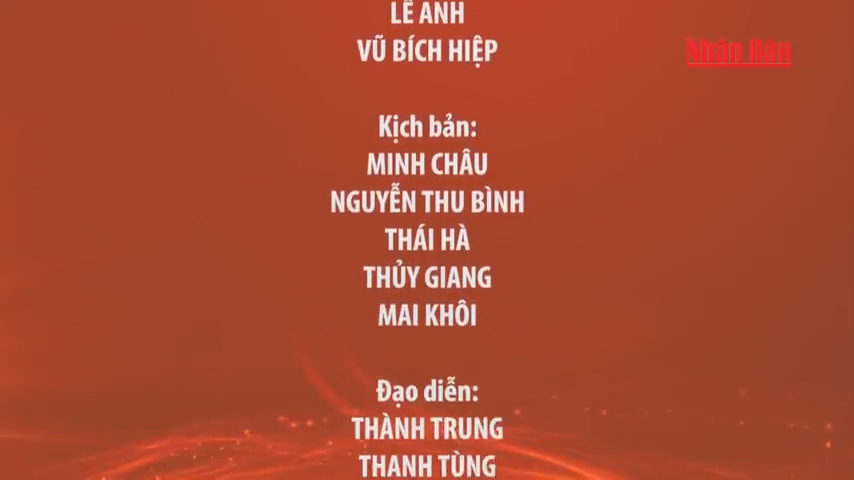 LÊ ANH
VŨ BÍCH HIỆP
Nhân Dân
Kịch bản:
MINH CHÂU
NGUYỄN THU BÌNH
THÁI HÀ
THỦY GIANG
MAI KHÔI
Đạo diễn:
THÀNH TRUNG
THANH TÙNG